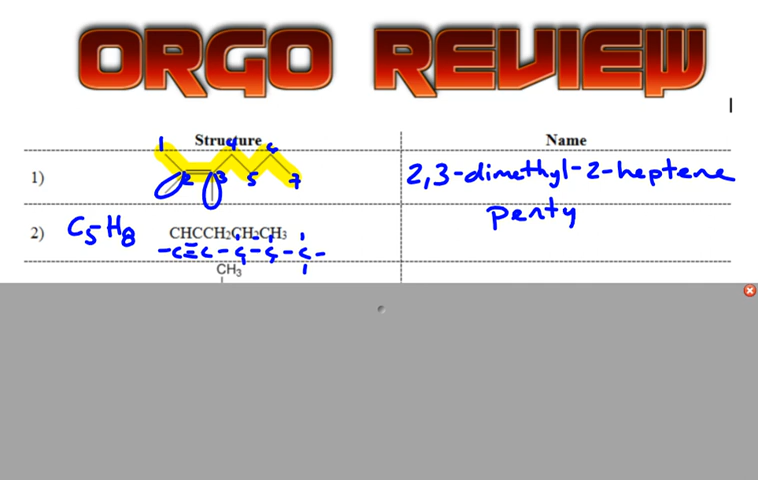 ORGO REVIEW
Structure Name
1) 1 2 3 4 5 6 7 2,3-dimethyl-2-heptene
2) C5H8 CHCCH2CH2CH3 penty
-C≡C-C-C-C-
CH3